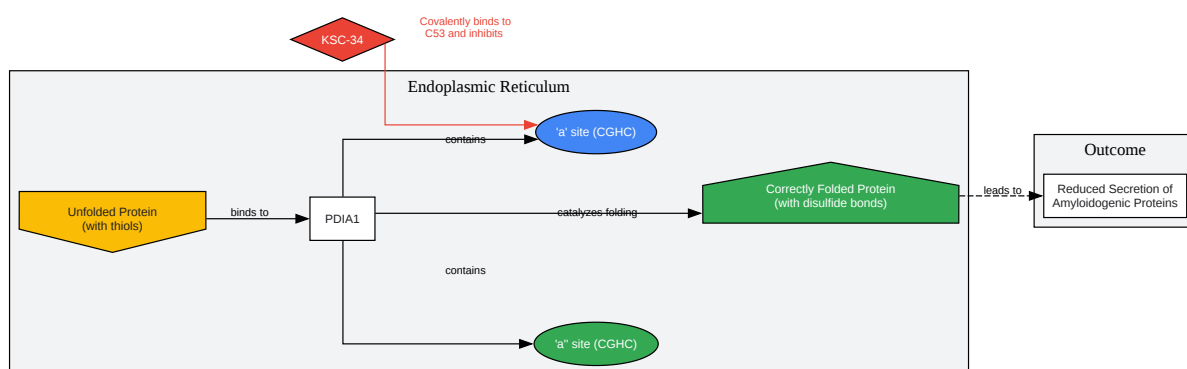 Covalently binds to
C53 and inhibits
KSC-34
Endoplasmic Reticulum
'a' site (CGHC)
contains
Outcome
Unfolded Protein
(with thiols)
binds to
PDIA1
catalyzes folding
Correctly Folded Protein
(with disulfide bonds)
leads to
Reduced Secretion of
Amyloidogenic Proteins
contains
'a'' site (CGHC)